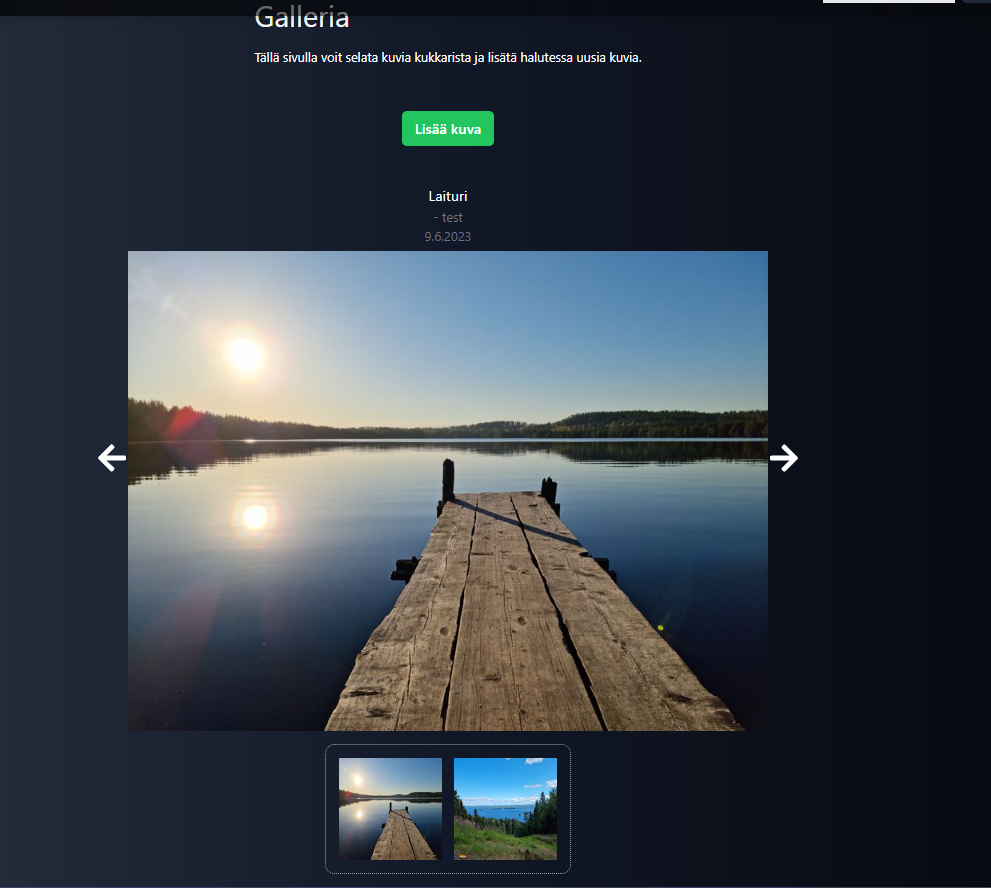 Galleria
Tällä sivulla voit selata kuvia kukkarista ja lisätä halutessa uusia kuvia.
Lisää kuva
Laituri
- test
9.6.2023